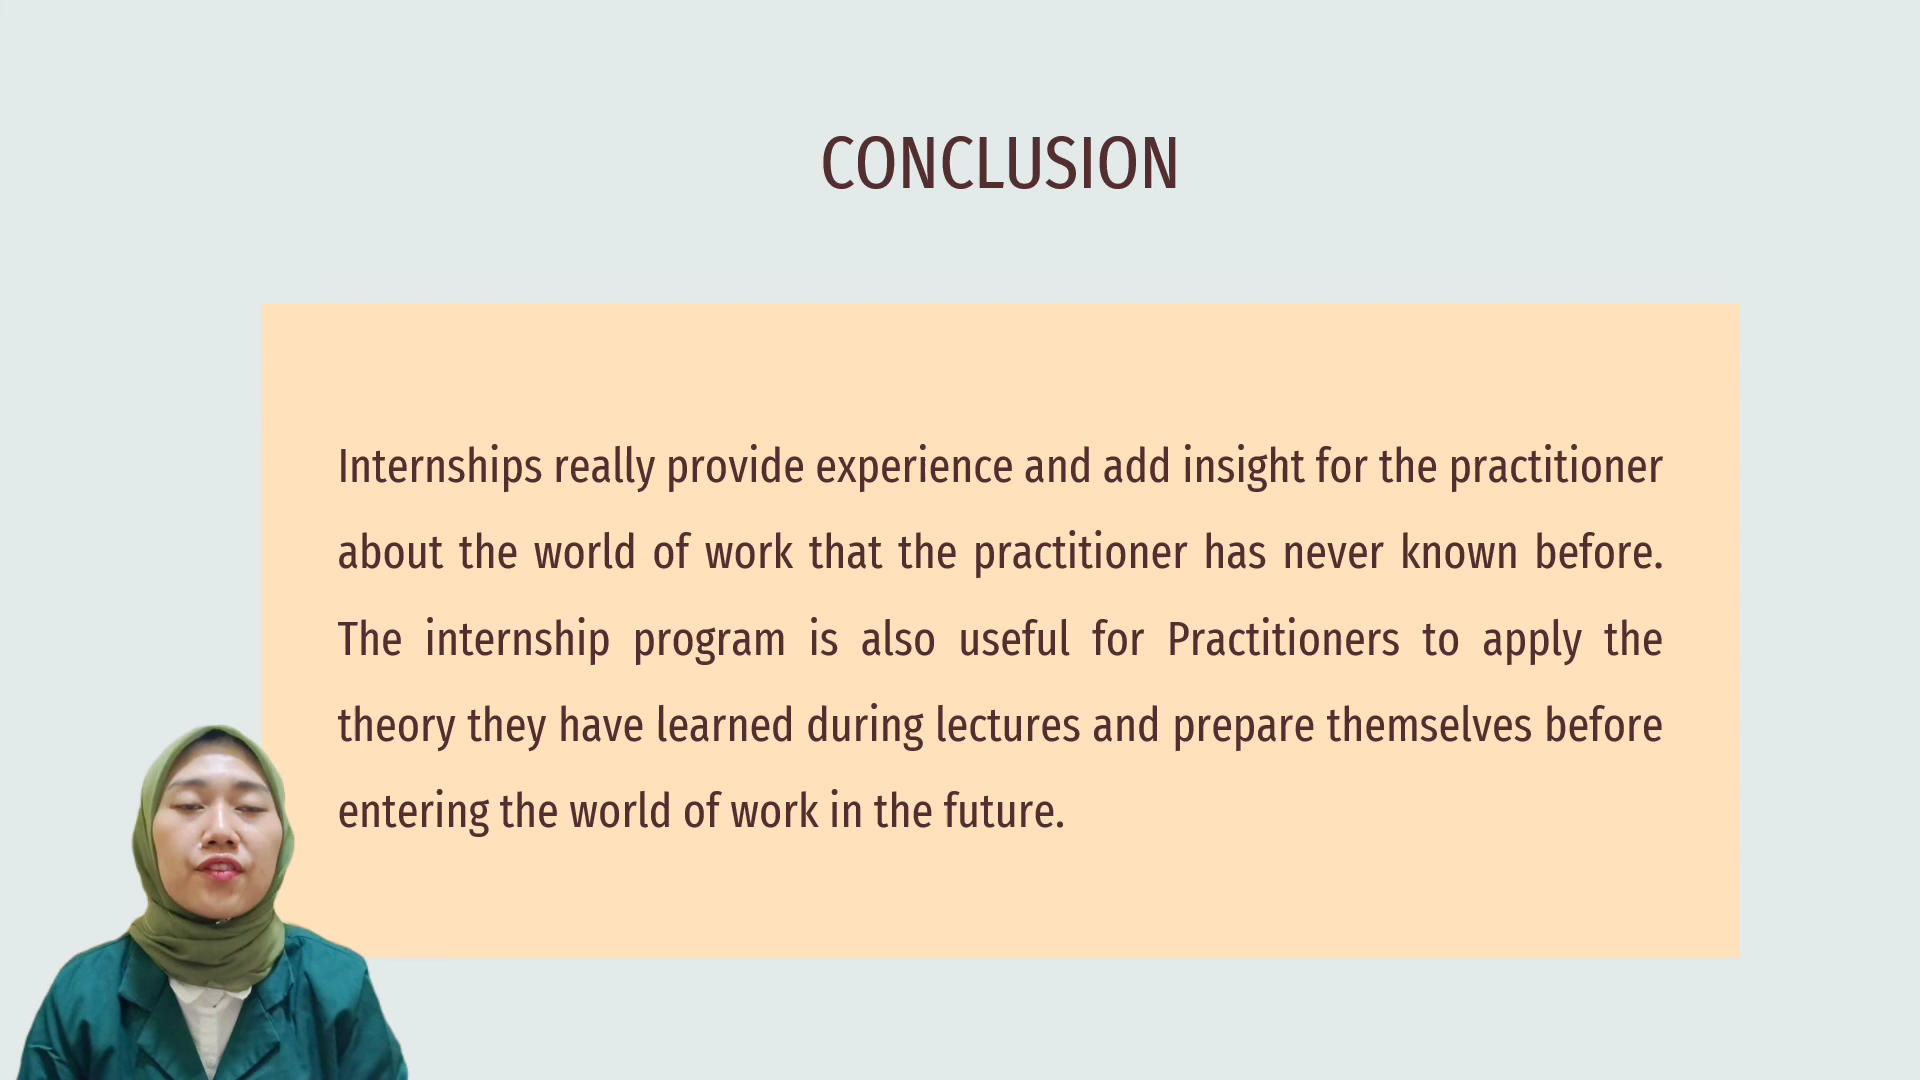 CONCLUSION
Internships really provide experience and add insight for the practitioner
about the world of work that the practitioner has never known before.
The internship program is also useful for Practitioners to apply the
theory they have learned during lectures and prepare themselves before
entering the world of work in the future.